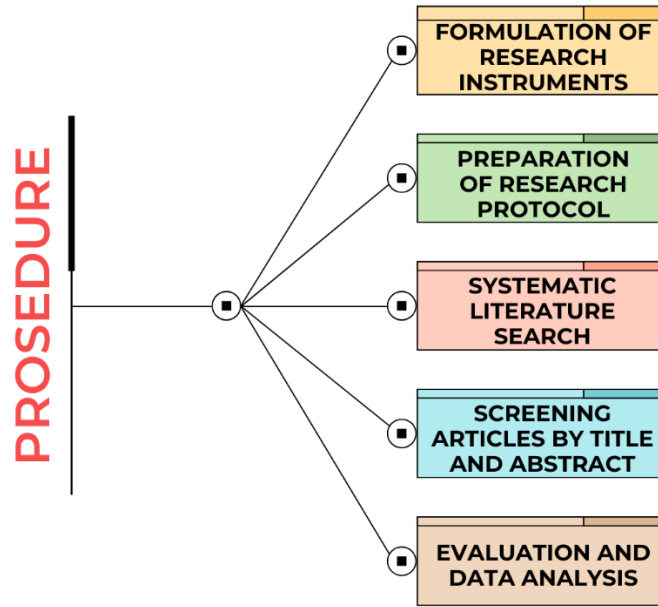 PROSEDURE
FORMULATION OF
RESEARCH
INSTRUMENTS
PREPARATION
OF RESEARCH
PROTOCOL
SYSTEMATIC
LITERATURE
SEARCH
SCREENING
ARTICLES BY TITLE
AND ABSTRACT
EVALUATION AND
DATA ANALYSIS